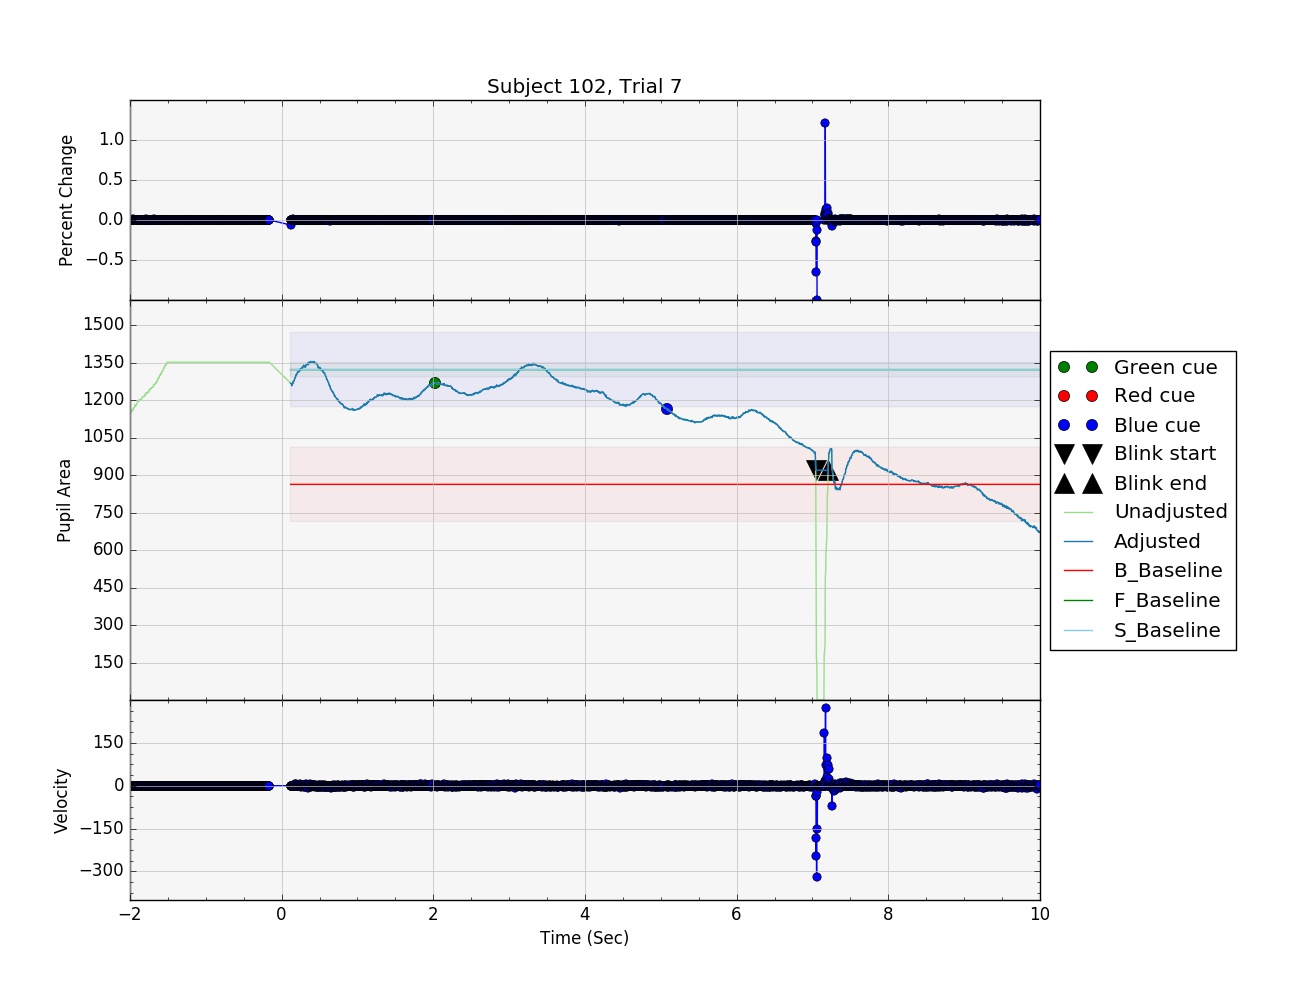 Subject 102, Trial 7
Percent Change
1.0
0.5
0.0
−0.5
Pupil Area
1500
1350
1200
1050
900
750
600
450
300
150
Velocity
150
0
−150
−300
−2
0
2
4
6
8
10
Time (Sec)
Green cue
Red cue
Blue cue
Blink start
Blink end
Unadjusted
Adjusted
B_Baseline
F_Baseline
S_Baseline